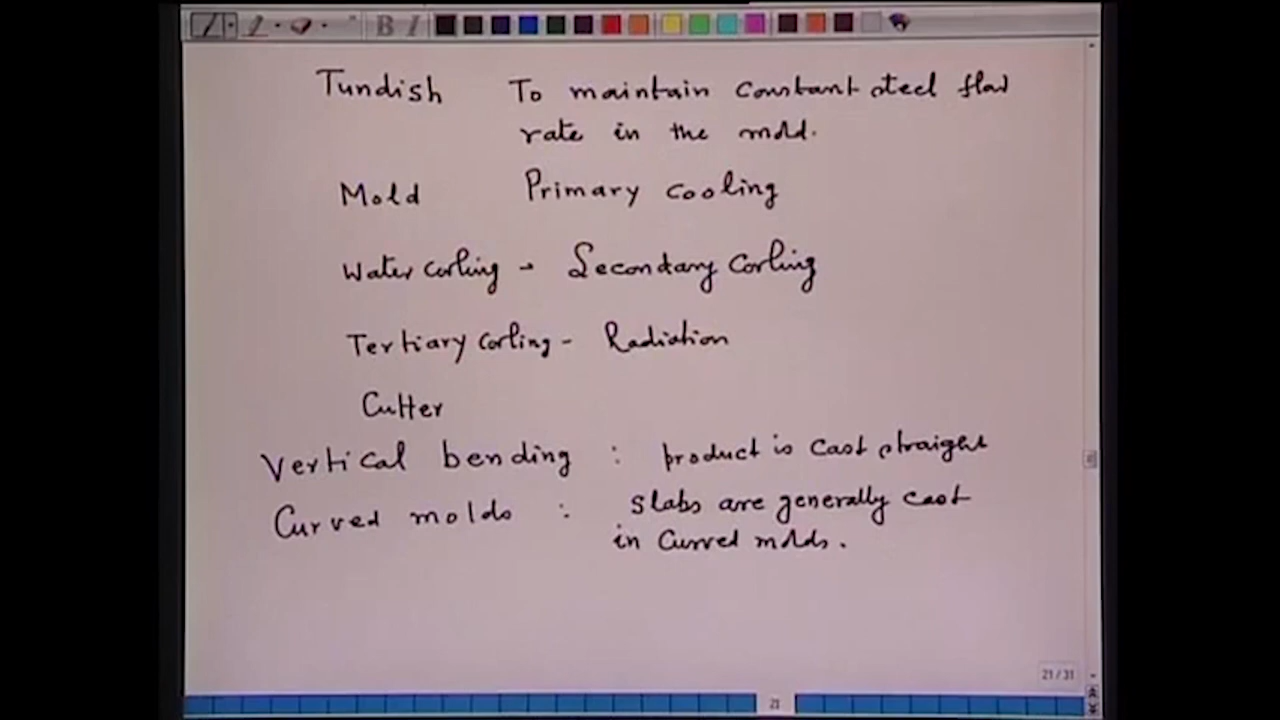 B I
Tundish To maintain constant steel flow
rate in the mold.
Mold Primary cooling
Water cooling - Secondary cooling
Tertiary cooling - Radiation
Cutter
Vertical bending : product is cast straight
Curved molds : slabs are generally cast
in curved molds.
21/31
21